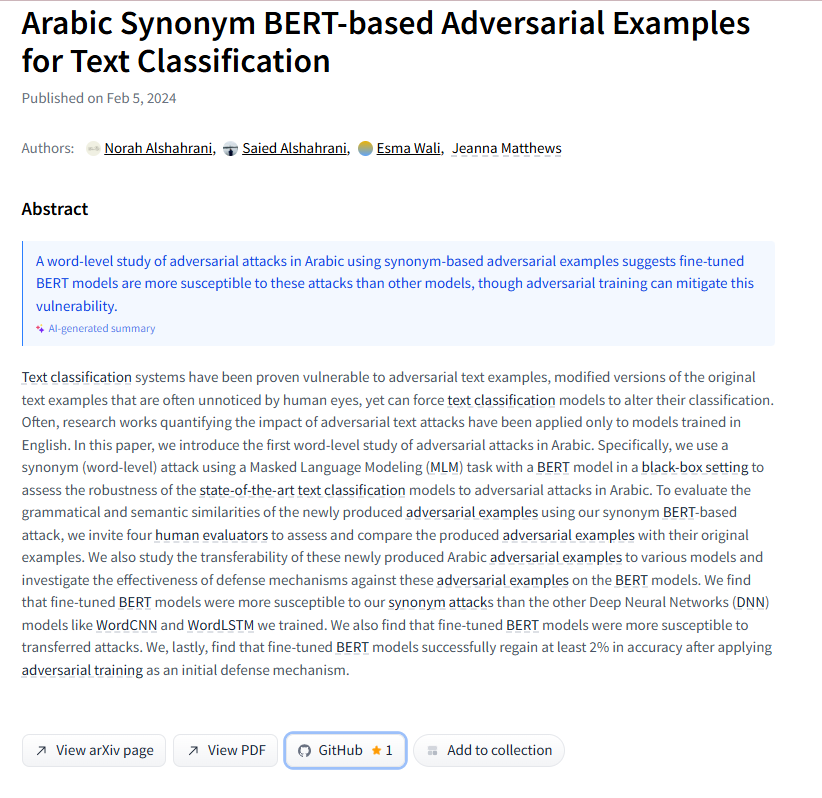 Arabic Synonym BERT-based Adversarial Examples
for Text Classification
Published on Feb 5, 2024
Authors: Norah Alshahrani, Saied Alshahrani, Esma Wali, Jeanna Matthews
Abstract
A word-level study of adversarial attacks in Arabic using synonym-based adversarial examples suggests fine-tuned
BERT models are more susceptible to these attacks than other models, though adversarial training can mitigate this
vulnerability.
AI-generated summary
Text classification systems have been proven vulnerable to adversarial text examples, modified versions of the original
text examples that are often unnoticed by human eyes, yet can force text classification models to alter their classification.
Often, research works quantifying the impact of adversarial text attacks have been applied only to models trained in
English. In this paper, we introduce the first word-level study of adversarial attacks in Arabic. Specifically, we use a
synonym (word-level) attack using a Masked Language Modeling (MLM) task with a BERT model in a black-box setting to
assess the robustness of the state-of-the-art text classification models to adversarial attacks in Arabic. To evaluate the
grammatical and semantic similarities of the newly produced adversarial examples using our synonym BERT-based
attack, we invite four human evaluators to assess and compare the produced adversarial examples with their original
examples. We also study the transferability of these newly produced Arabic adversarial examples to various models and
investigate the effectiveness of defense mechanisms against these adversarial examples on the BERT models. We find
that fine-tuned BERT models were more susceptible to our synonym attacks than the other Deep Neural Networks (DNN)
models like WordCNN and WordLSTM we trained. We also find that fine-tuned BERT models were more susceptible to
transferred attacks. We, lastly, find that fine-tuned BERT models successfully regain at least 2% in accuracy after applying
adversarial training as an initial defense mechanism.
View arXiv page View PDF GitHub 1 Add to collection